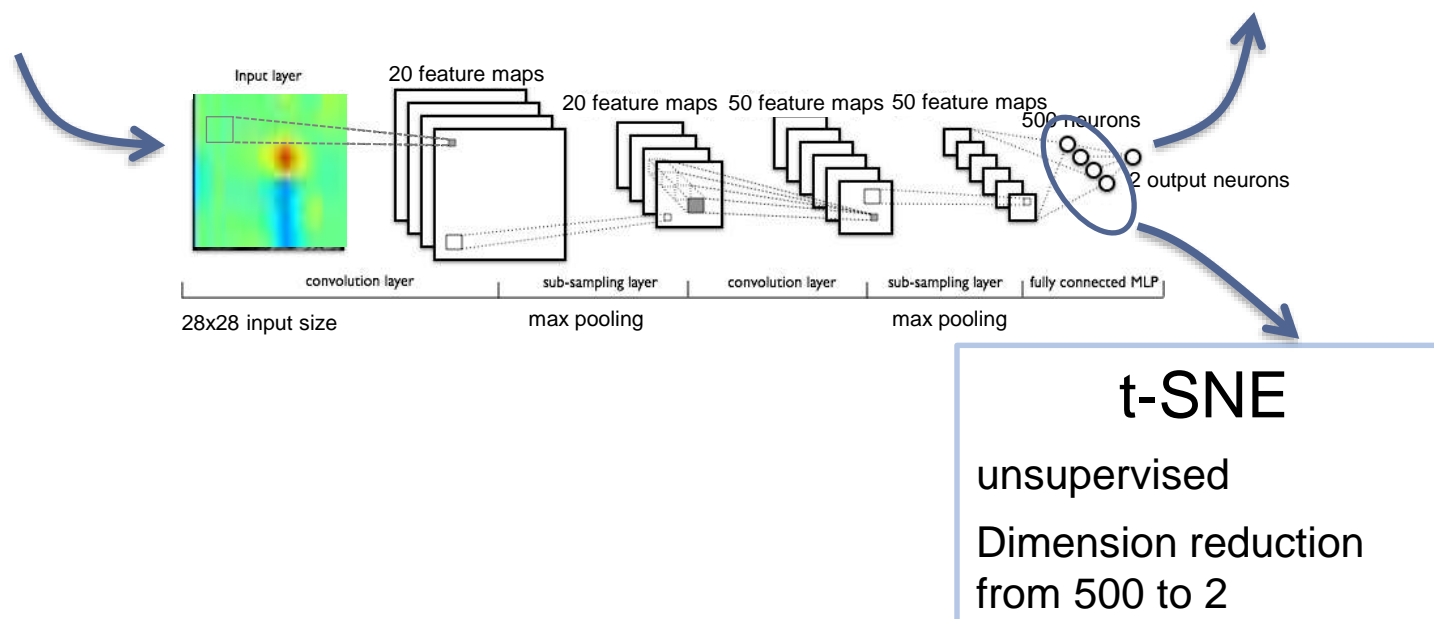 Input layer
20 feature maps
20 feature maps
50 feature maps
50 feature maps
500 neurons
2 output neurons
convolution layer
sub-sampling layer
convolution layer
sub-sampling layer
fully connected MLP
28x28 input size
max pooling
max pooling
t-SNE
unsupervised
Dimension reduction
from 500 to 2